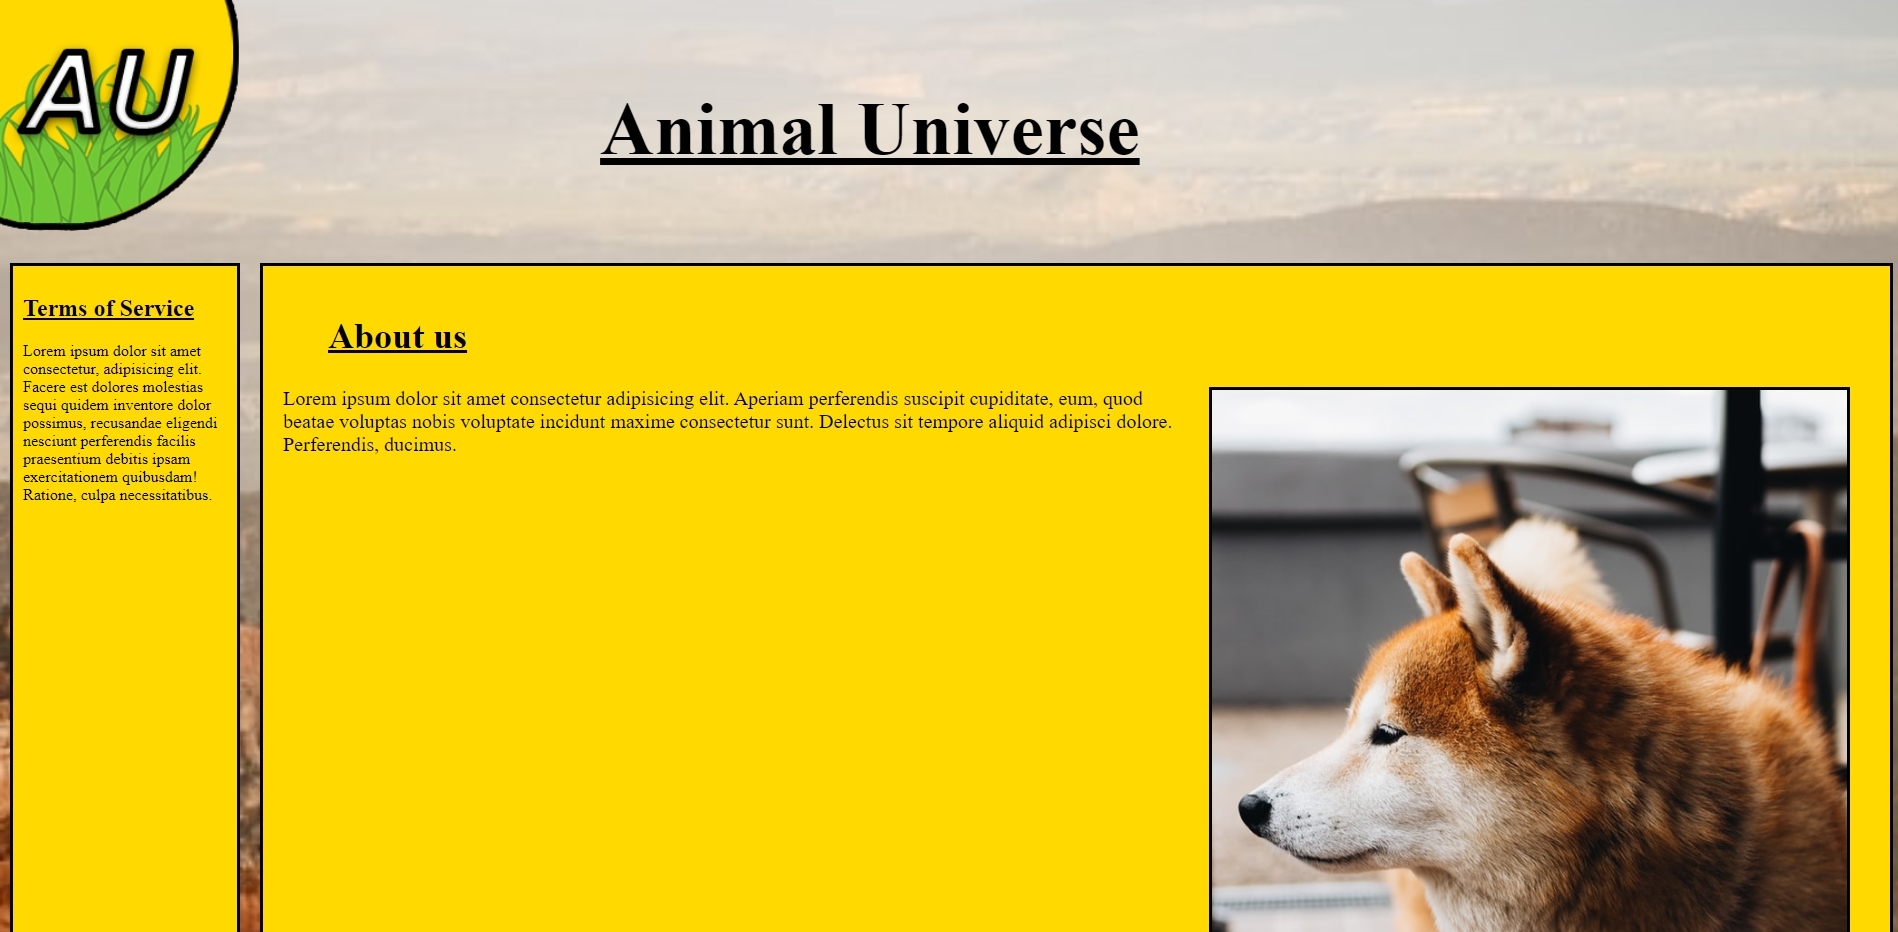 AU
Animal Universe
Terms of Service
Lorem ipsum dolor sit amet
consectetur, adipisicing elit.
Facere est dolores molestias
sequi quidem inventore dolor
possimus, recusandae eligendi
nesciunt perferendis facilis
praesentium debitis ipsam
exercitationem quibusdam!
Ratione, culpa necessitatibus.
About us
Lorem ipsum dolor sit amet consectetur adipisicing elit. Aperiam perferendis suscipit cupiditate, eum, quod
beatae voluptas nobis voluptate incidunt maxime consectetur sunt. Delectus sit tempore aliquid adipisci dolore.
Perferendis, ducimus.